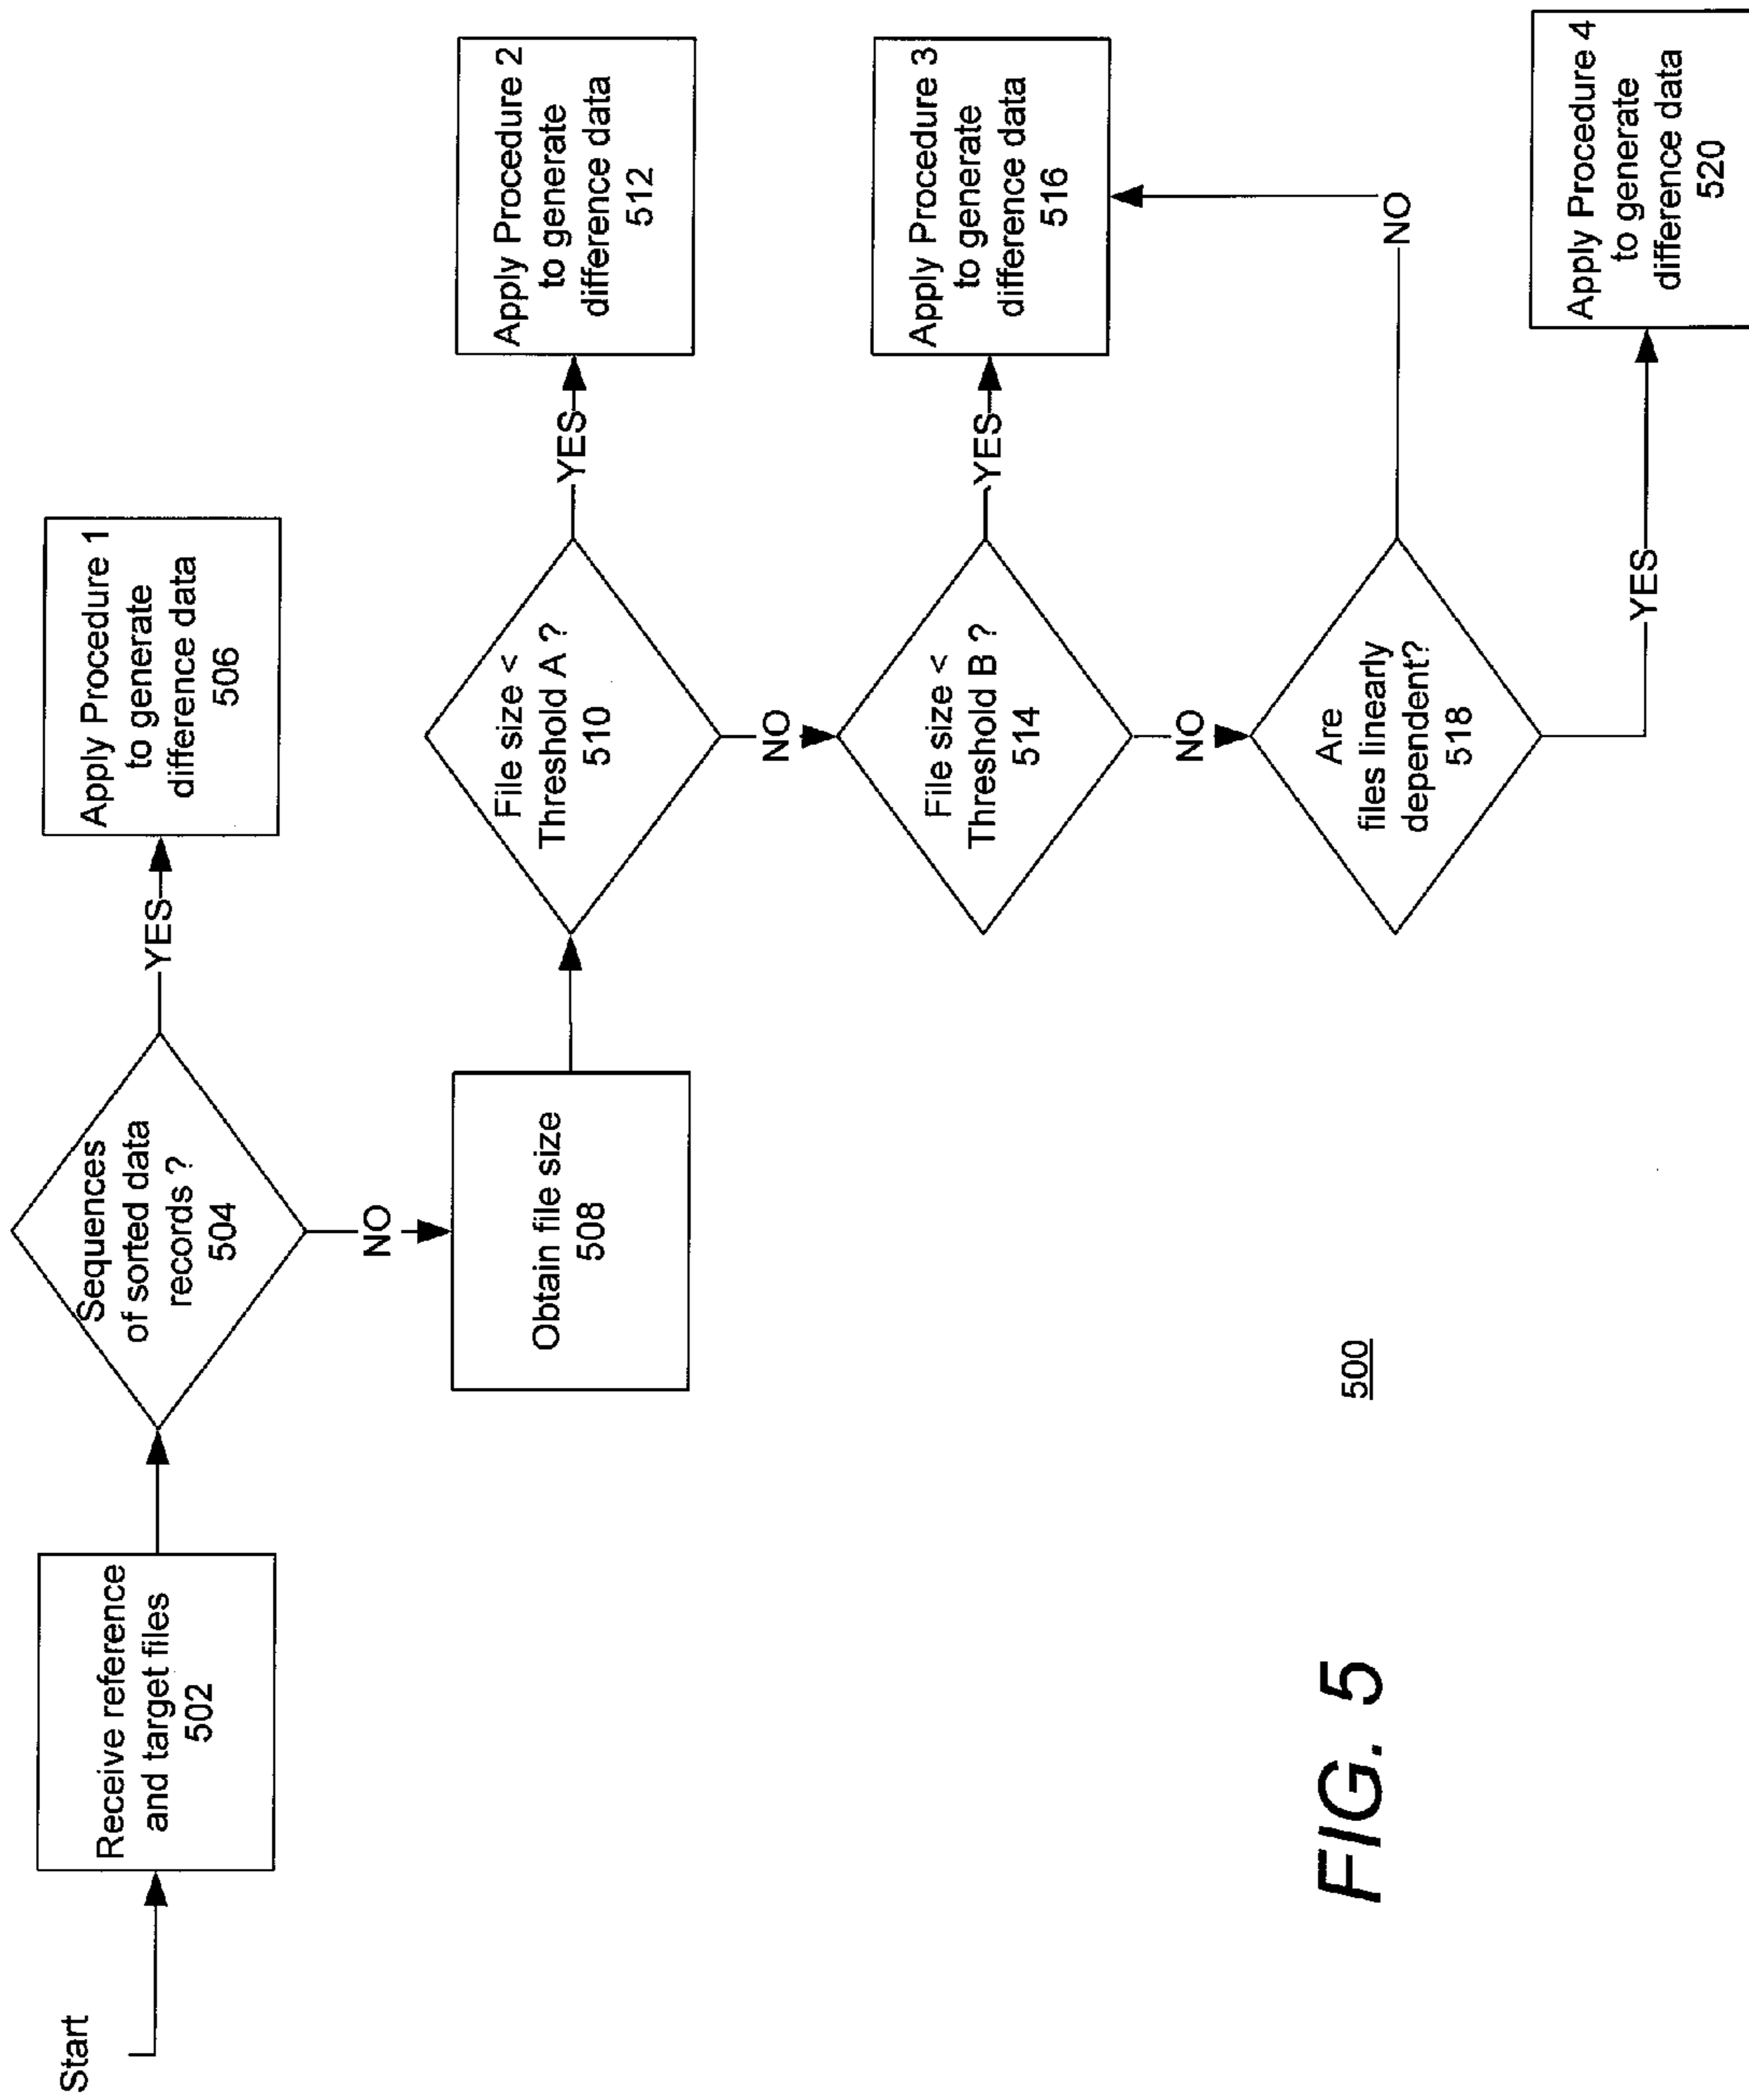 Start
Receive reference
and target files
502
Sequences
of sorted data
records ?
504
YES
Apply Procedure 1
to generate
difference data
506
NO
Obtain file size
508
File size <
Threshold A ?
510
YES
Apply Procedure 2
to generate
difference data
512
NO
File size <
Threshold B ?
514
YES
Apply Procedure 3
to generate
difference data
516
NO
Are
files linearly
dependent?
518
NO
YES
Apply Procedure 4
to generate
difference data
520
500
FIG. 5